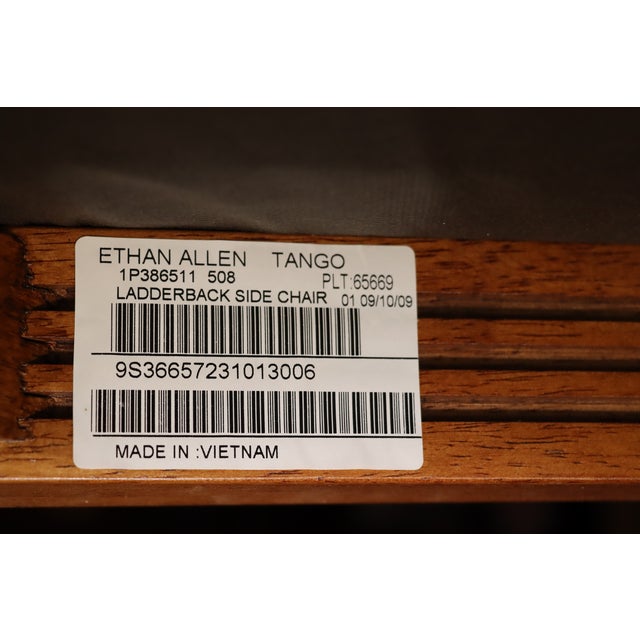 ETHAN ALLEN TANGO
1P386511 508 PLT:65669
LADDERBACK SIDE CHAIR 01 09/10/09
9S36657231013006
MADE IN :VIETNAM